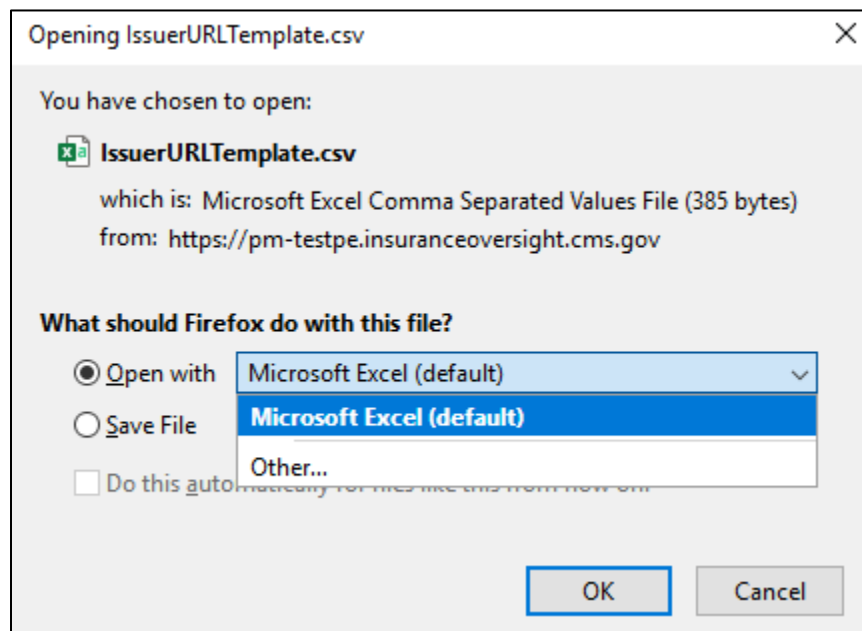 Opening IssuerURLTemplate.csv
You have chosen to open:
IssuerURLTemplate.csv
which is: Microsoft Excel Comma Separated Values File (385 bytes)
from: https://pm-testpe.insuranceoversight.cms.gov
What should Firefox do with this file?
Open with Microsoft Excel (default)
Save File
Microsoft Excel (default)
Other...
Do this
OK Cancel